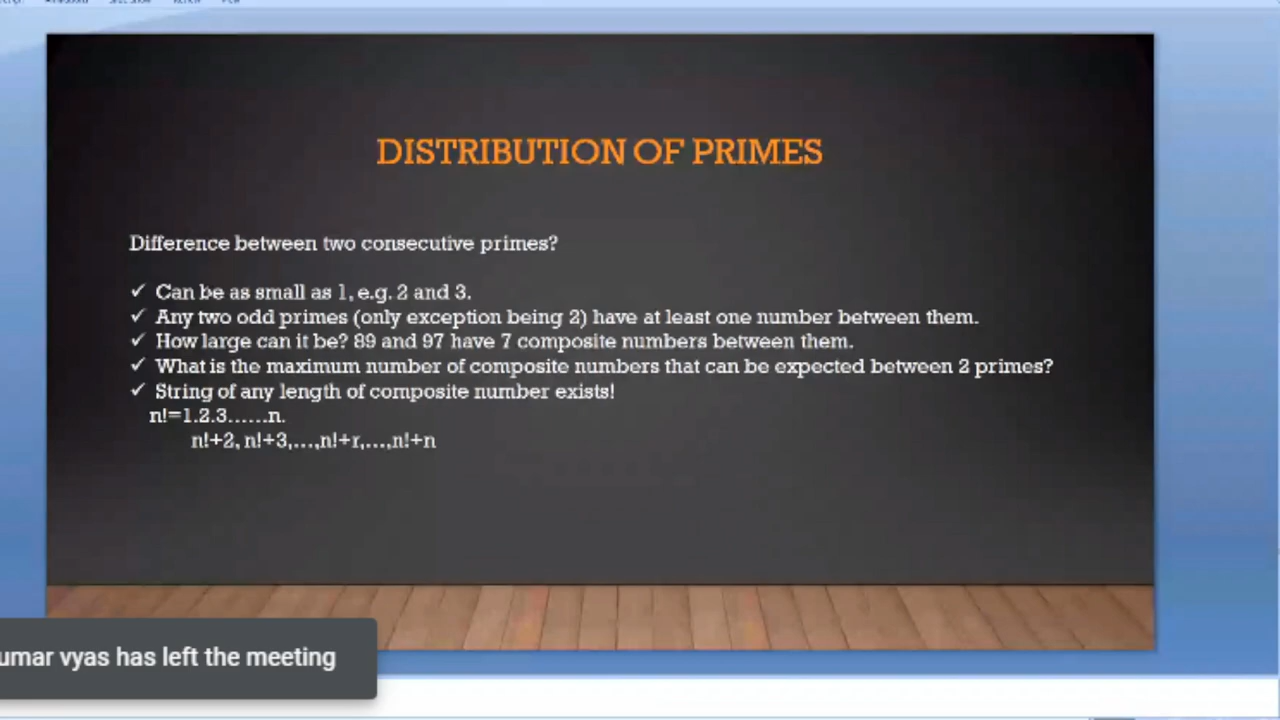 DISTRIBUTION OF PRIMES
Difference between two consecutive primes?
✓ Can be as small as 1, e.g. 2 and 3.
✓ Any two odd primes (only exception being 2) have at least one number between them.
✓ How large can it be? 89 and 97 have 7 composite numbers between them.
✓ What is the maximum number of composite numbers that can be expected between 2 primes?
✓ String of any length of composite number exists!
n!=1.2.3......n.
n!+2, n!+3,...,n!+r,...,n!+n
umar vyas has left the meeting